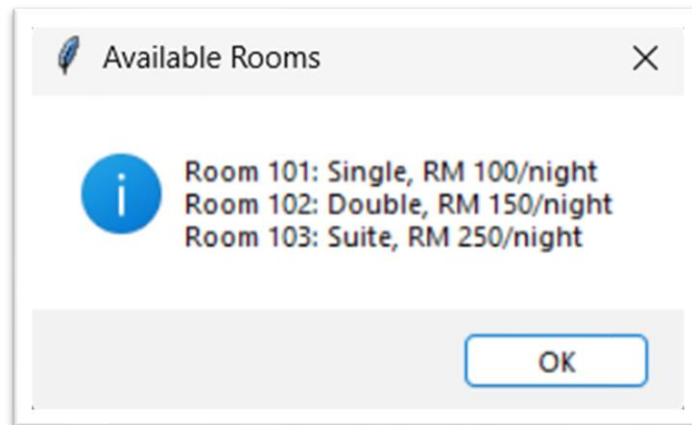 Available Rooms
Room 101: Single, RM 100/night
Room 102: Double, RM 150/night
Room 103: Suite, RM 250/night
OK